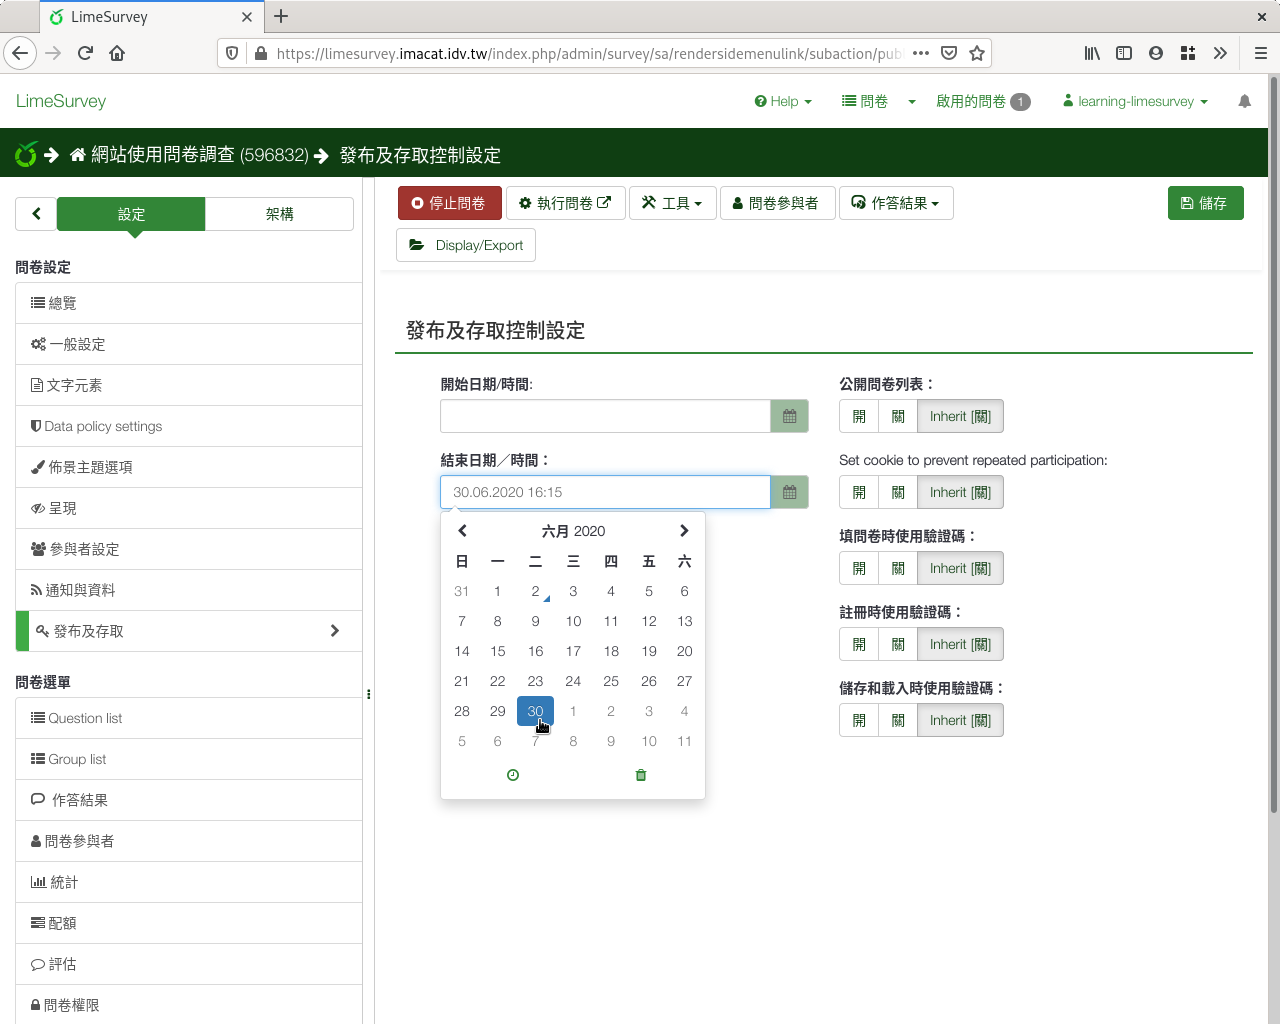 LimeSurvey
https://limesurvey.imacat.idv.tw/index.php/admin/survey/sa/rendersidemenulink/subaction/pub
LimeSurvey
Help
問卷
啟用的問卷 1
learning-limesurvey
網站使用問卷調查 (596832)
發布及存取控制設定
設定
架構
停止問卷
執行問卷
工具
問卷參與者
作答結果
儲存
Display/Export
問卷設定
總覽
一般設定
文字元素
Data policy settings
佈景主題選項
呈現
參與者設定
通知與資料
發布及存取
問卷選單
Question list
Group list
作答結果
問卷參與者
統計
配額
評估
問卷權限
發布及存取控制設定
開始日期/時間:
結束日期／時間：
30.06.2020 16:15
六月 2020
日 一 二 三 四 五 六
31 1 2 3 4 5 6
7 8 9 10 11 12 13
14 15 16 17 18 19 20
21 22 23 24 25 26 27
28 29 30 1 2 3 4
5 6 7 8 9 10 11
公開問卷列表：
開 關 Inherit [關]
Set cookie to prevent repeated participation:
開 關 Inherit [關]
填問卷時使用驗證碼：
開 關 Inherit [關]
註冊時使用驗證碼：
開 關 Inherit [關]
儲存和載入時使用驗證碼：
開 關 Inherit [關]